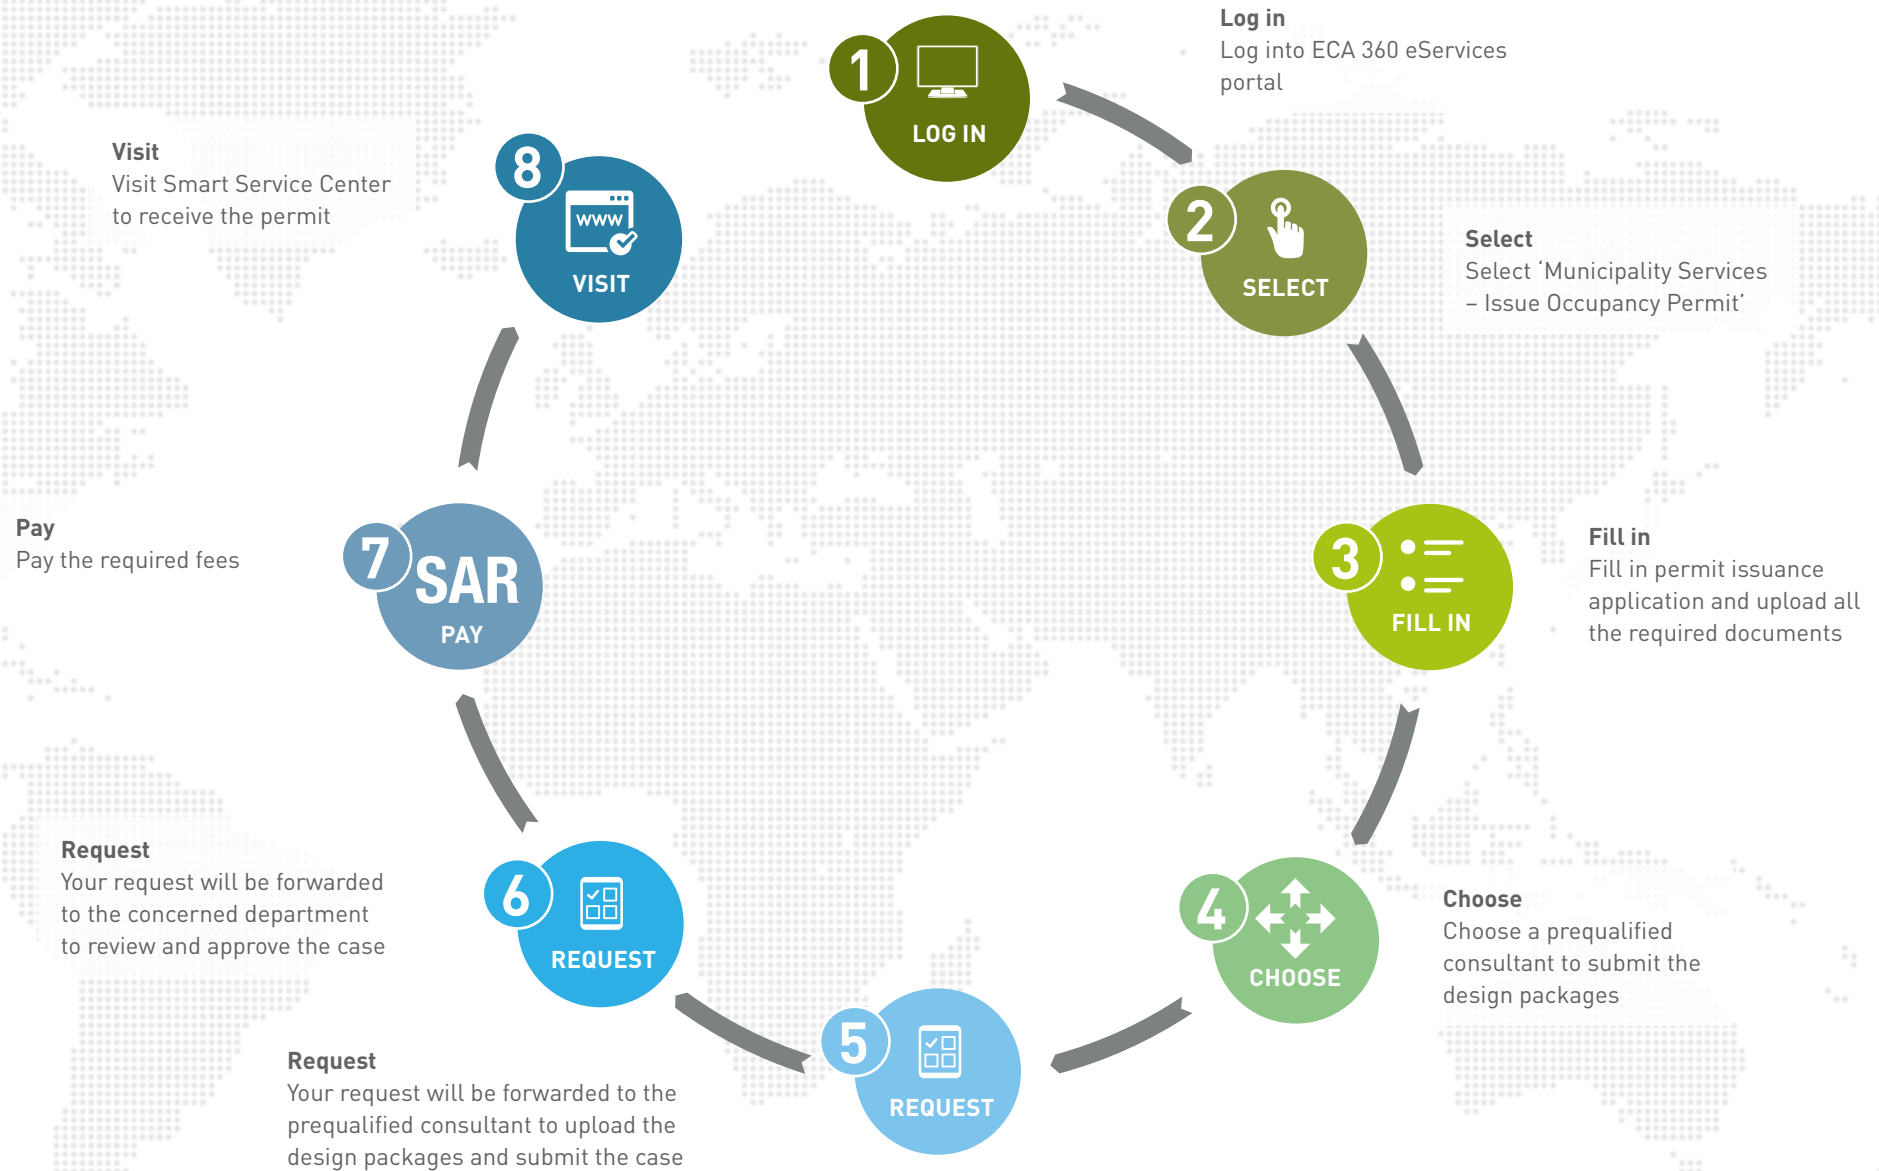 1
LOG IN
Log in
Log into ECA 360 eServices
portal
2
SELECT
Select
Select ‘Municipality Services
– Issue Occupancy Permit’
3
FILL IN
Fill in
Fill in permit issuance
application and upload all
the required documents
4
CHOOSE
Choose
Choose a prequalified
consultant to submit the
design packages
5
REQUEST
Request
Your request will be forwarded to the
prequalified consultant to upload the
design packages and submit the case
6
REQUEST
Request
Your request will be forwarded
to the concerned department
to review and approve the case
7
SAR
PAY
Pay
Pay the required fees
8
www
VISIT
Visit
Visit Smart Service Center
to receive the permit